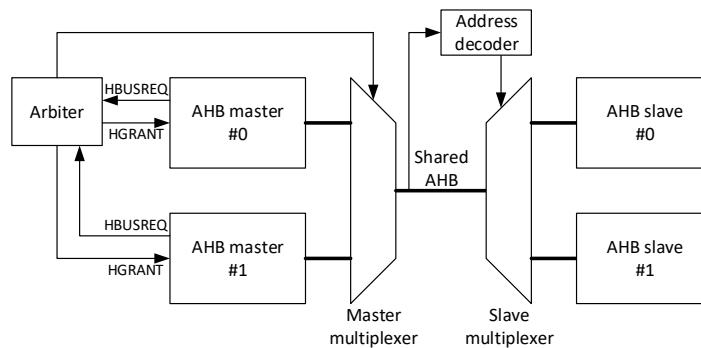 Address
decoder
HBUSREQ
Arbiter
HGRANT
AHB master
#0
AHB slave
#0
Shared
AHB
HBUSREQ
HGRANT
AHB master
#1
AHB slave
#1
Master
multiplexer
Slave
multiplexer